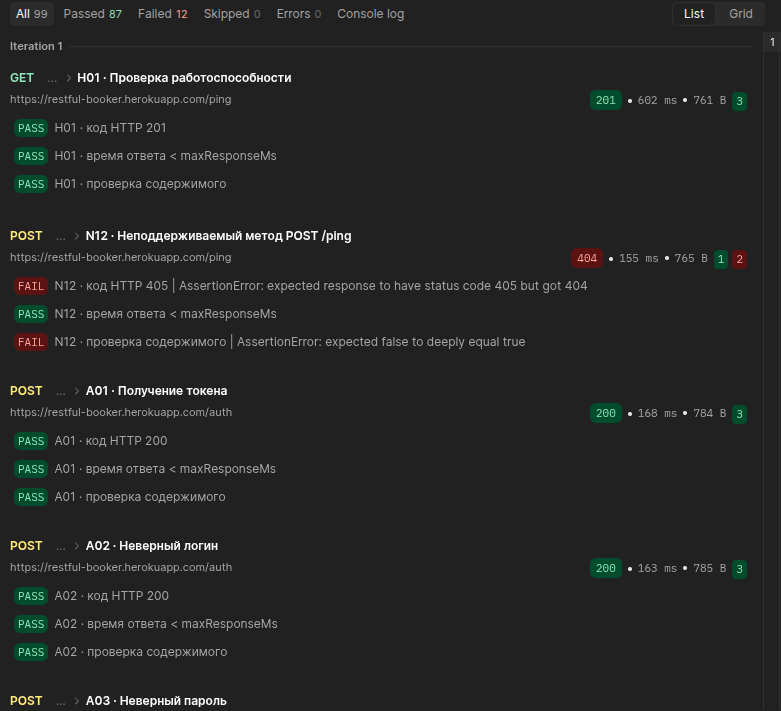 All 99 Passed 87 Failed 12 Skipped 0 Errors 0 Console log List Grid
Iteration 1 1
GET ... > H01 · Проверка работоспособности
https://restful-booker.herokuapp.com/ping 201 • 602 ms • 761 B 3
PASS H01 · код HTTP 201
PASS H01 · время ответа < maxResponseMs
PASS H01 · проверка содержимого
POST ... > N12 · Неподдерживаемый метод POST /ping
https://restful-booker.herokuapp.com/ping 404 • 155 ms • 765 B 1 2
FAIL N12 · код HTTP 405 | AssertionError: expected response to have status code 405 but got 404
PASS N12 · время ответа < maxResponseMs
FAIL N12 · проверка содержимого | AssertionError: expected false to deeply equal true
POST ... > A01 · Получение токена
https://restful-booker.herokuapp.com/auth 200 • 168 ms • 784 B 3
PASS A01 · код HTTP 200
PASS A01 · время ответа < maxResponseMs
PASS A01 · проверка содержимого
POST ... > A02 · Неверный логин
https://restful-booker.herokuapp.com/auth 200 • 163 ms • 785 B 3
PASS A02 · код HTTP 200
PASS A02 · время ответа < maxResponseMs
PASS A02 · проверка содержимого
POST ... > A03 · Неверный пароль